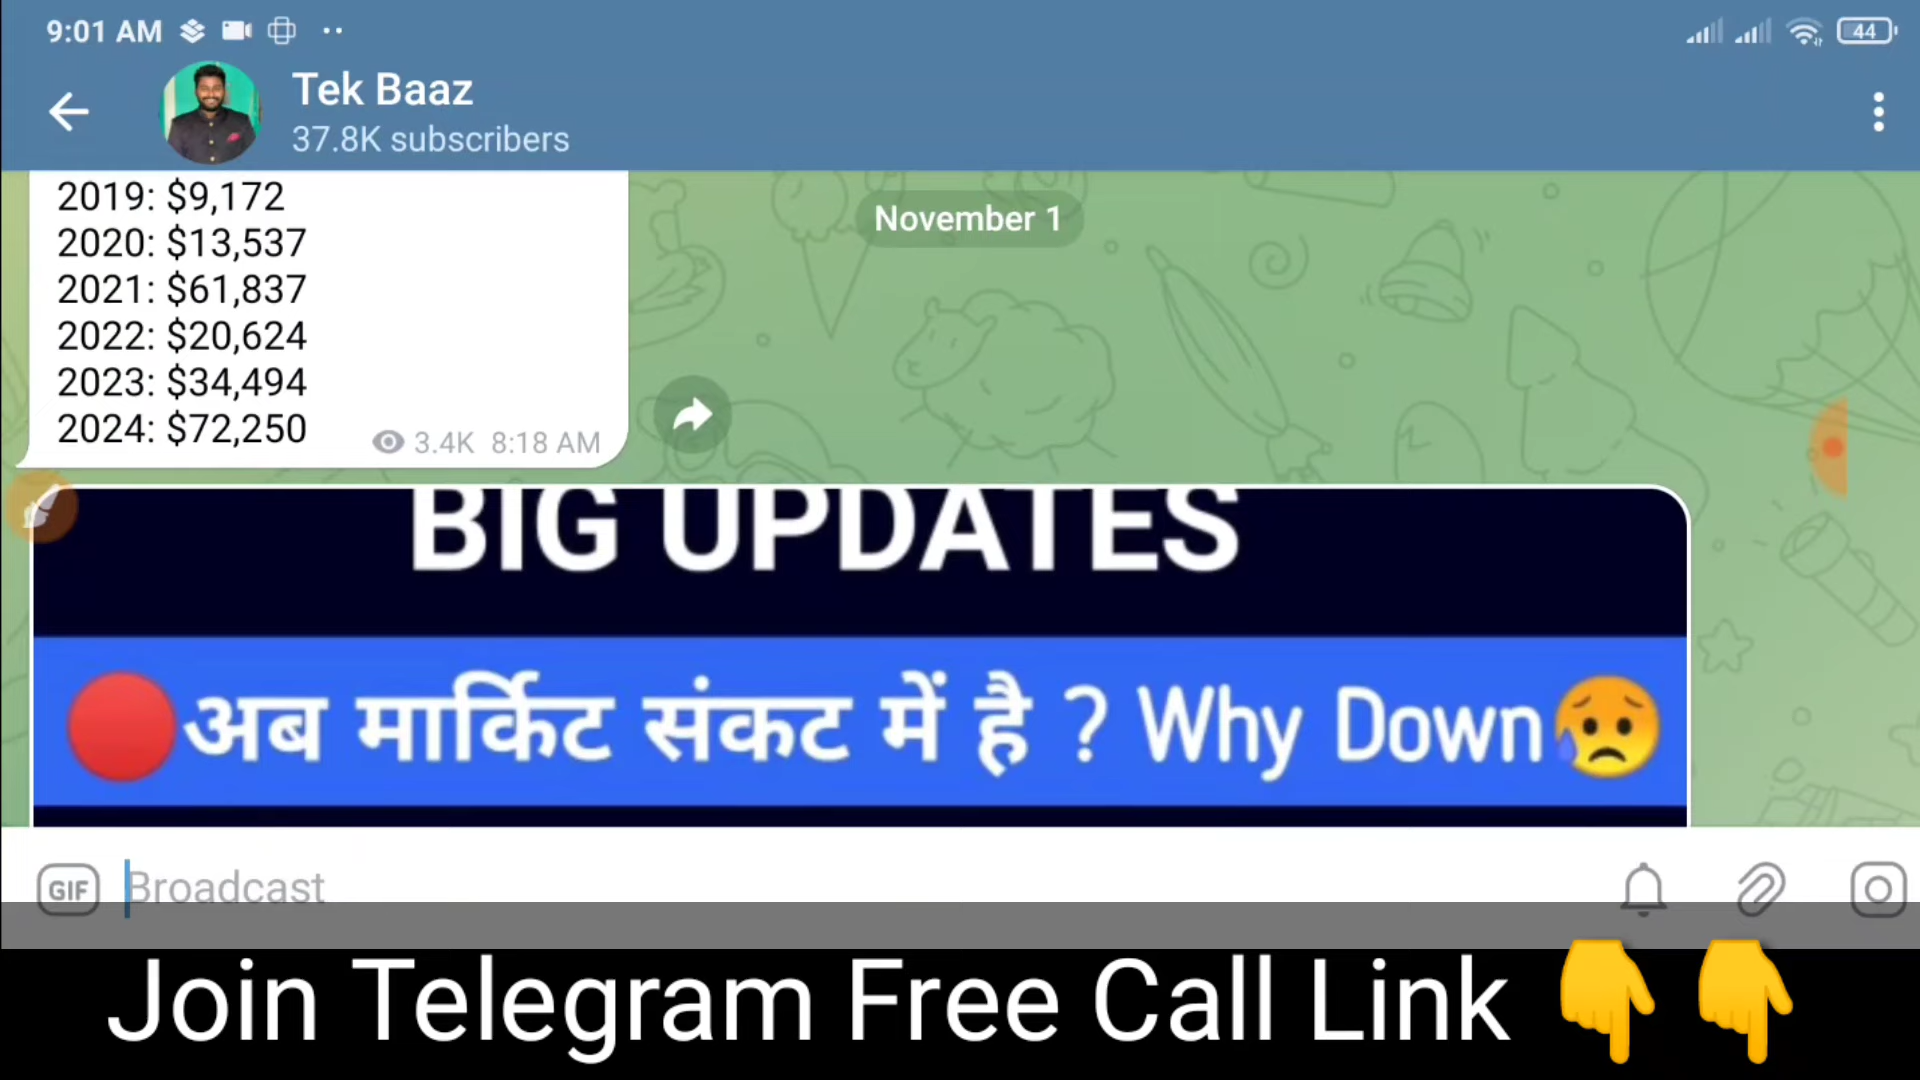 9:01 AM
44
Tek Baaz
37.8K subscribers
November 1
2019: $9,172
2020: $13,537
2021: $61,837
2022: $20,624
2023: $34,494
2024: $72,250
3.4K 8:18 AM
BIG UPDATES
🔴अब मार्किट संकट में है ? Why Down😥
GIF
Broadcast
Join Telegram Free Call Link 👇👇